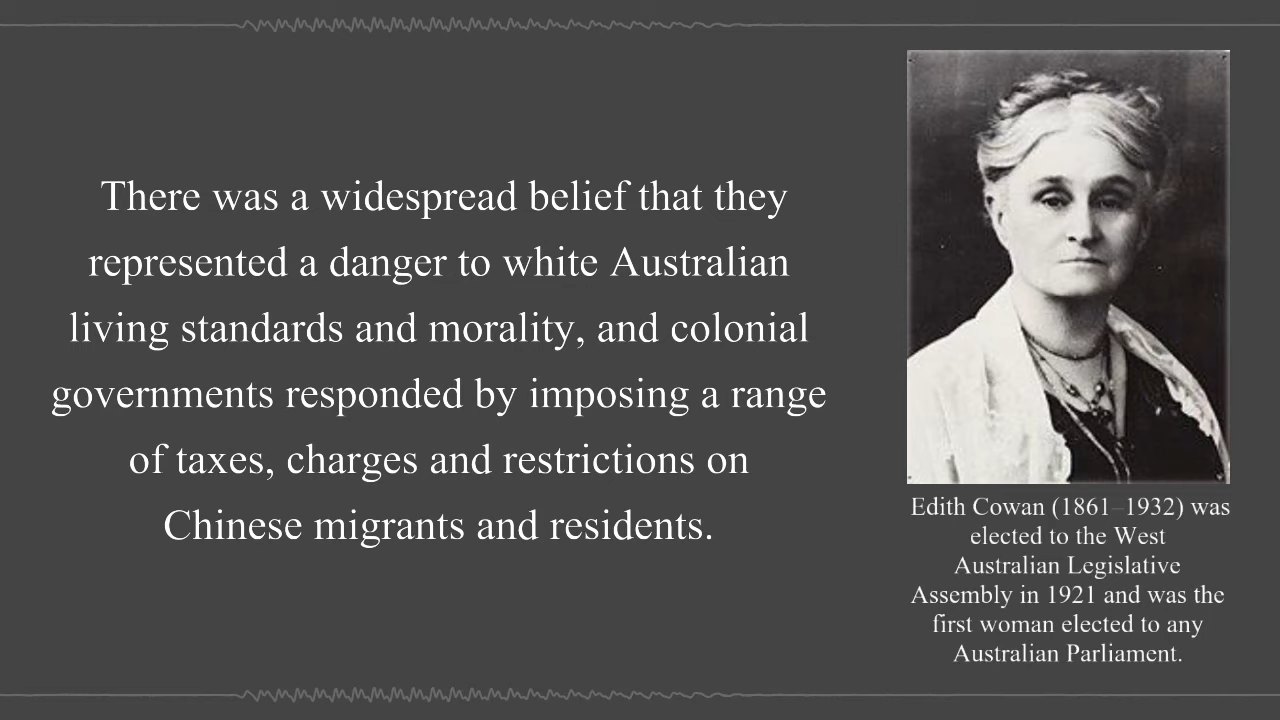 There was a widespread belief that they
represented a danger to white Australian
living standards and morality, and colonial
governments responded by imposing a range
of taxes, charges and restrictions on
Chinese migrants and residents.
Edith Cowan (1861–1932) was
elected to the West
Australian Legislative
Assembly in 1921 and was the
first woman elected to any
Australian Parliament.